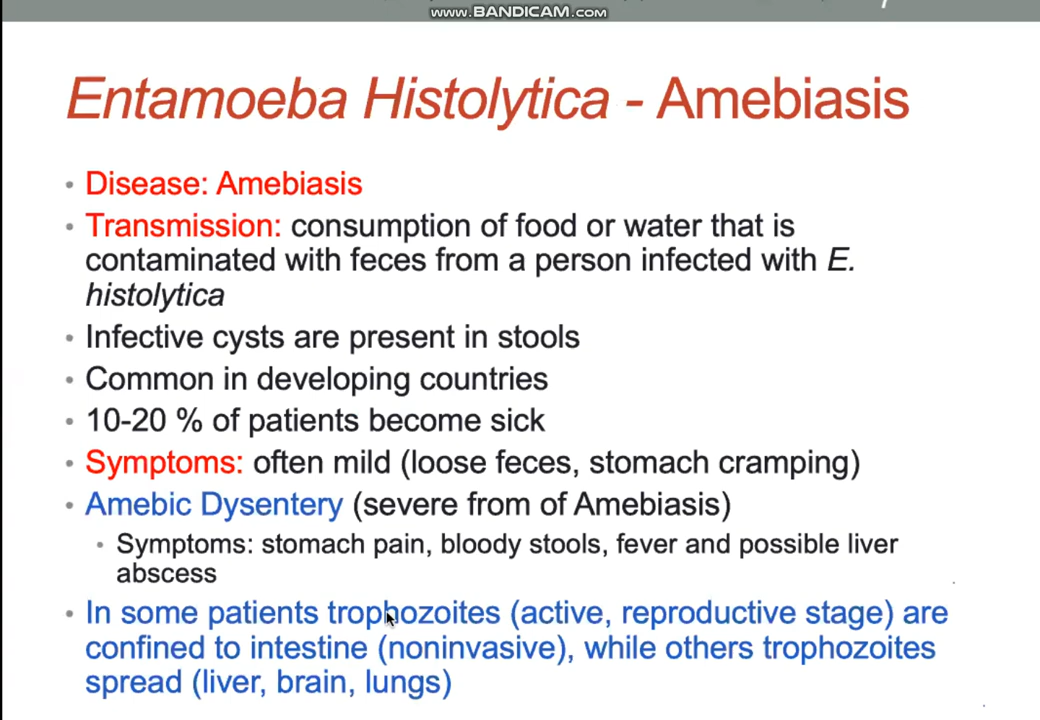 www.BANDICAM.com
Entamoeba Histolytica - Amebiasis
• Disease: Amebiasis
• Transmission: consumption of food or water that is
contaminated with feces from a person infected with E.
histolytica
• Infective cysts are present in stools
• Common in developing countries
• 10-20 % of patients become sick
• Symptoms: often mild (loose feces, stomach cramping)
• Amebic Dysentery (severe from of Amebiasis)
• Symptoms: stomach pain, bloody stools, fever and possible liver
abscess
• In some patients trophozoites (active, reproductive stage) are
confined to intestine (noninvasive), while others trophozoites
spread (liver, brain, lungs)